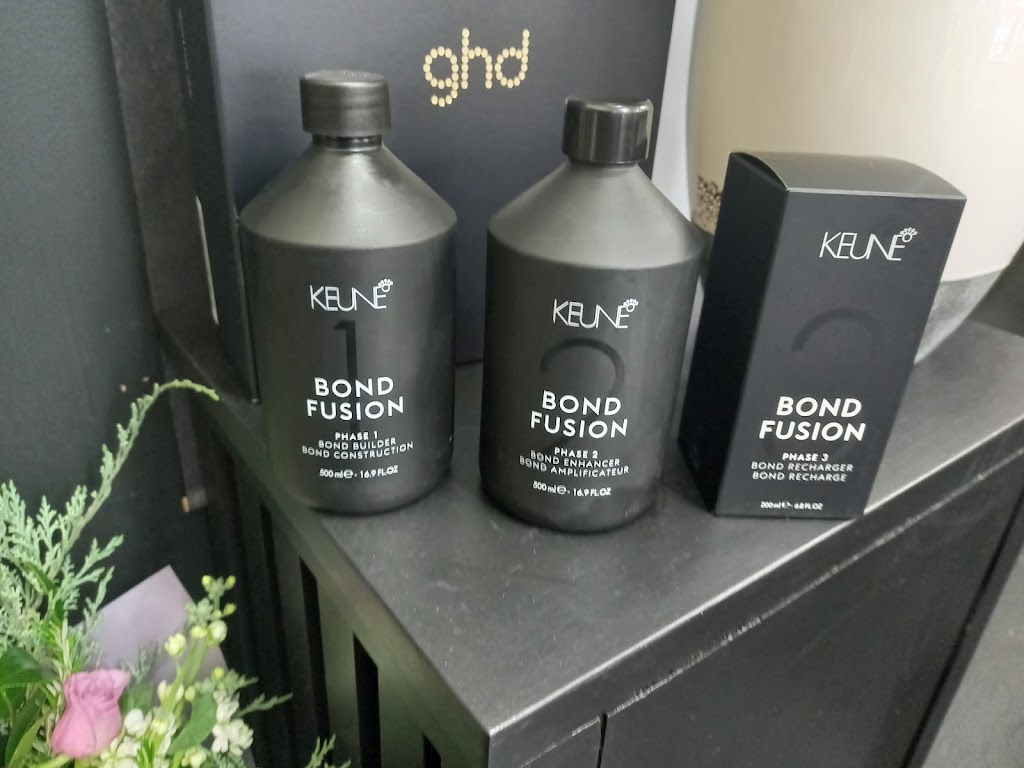 ghd
KEUNE
1
BOND
FUSION
PHASE 1
BOND BUILDER
BOND CONSTRUCTION
500 ml ℮ - 16.9 FL.OZ
KEUNE
2
BOND
FUSION
PHASE 2
BOND ENHANCER
BOND AMPLIFICATEUR
500 ml ℮ - 16.9 FL.OZ
KEUNE
BOND
FUSION
PHASE 3
BOND RECHARGER
BOND RECHARGE
200 ml ℮ - 6.8 FL.OZ